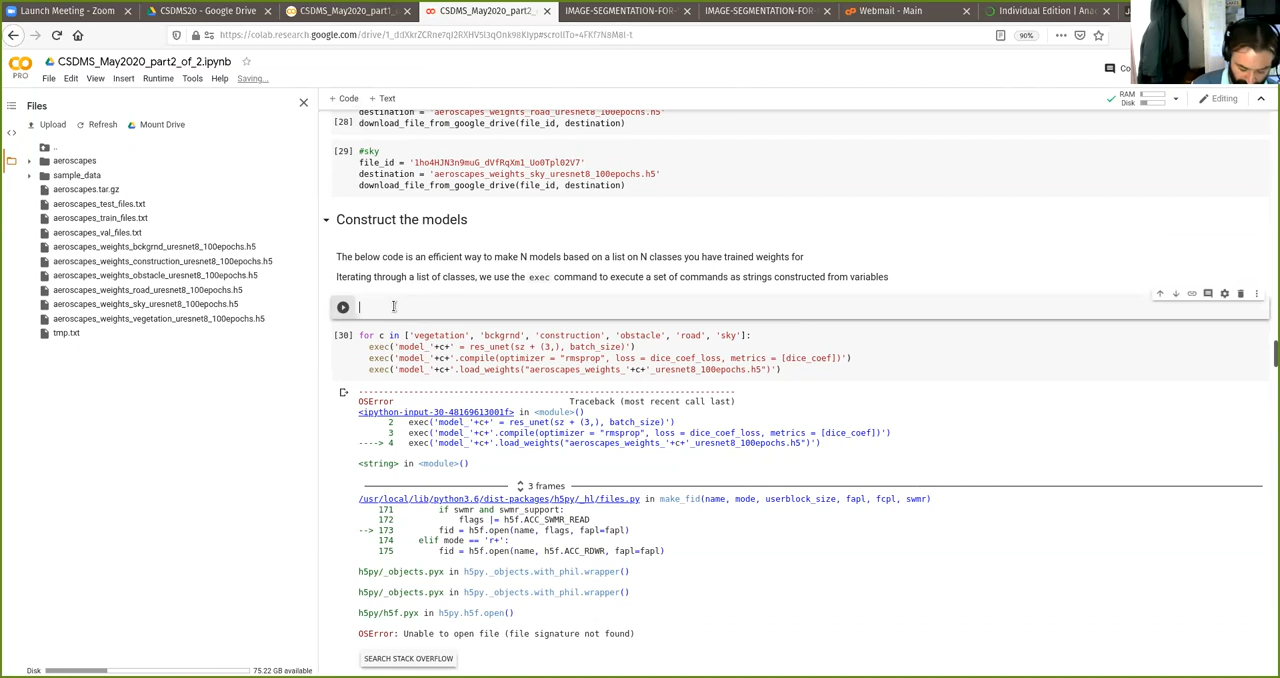 Launch Meeting - Zoom
CSDMS2o - Google Drive
CSDMS_May2020_part1_
CSDMS_May2020_part2_
IMAGE-SEGMENTATION-FOR-
IMAGE-SEGMENTATION-FOR-
Webmail - Main
Individual Edition | Ana
90%
PRO
CSDMS_May2020_part2_of_2.ipynb
File Edit View Insert Runtime Tools Help Saving...
Co
Files
+ Code + Text
RAM
Disk
Editing
Upload Refresh Mount Drive
..
aeroscapes
sample_data
aeroscapes.tar.gz
aeroscapes_test_files.txt
aeroscapes_train_files.txt
aeroscapes_val_files.txt
aeroscapes_weights_bckgrnd_uresnet8_100epochs.h5
aeroscapes_weights_construction_uresnet8_100epochs.h5
aeroscapes_weights_obstacle_uresnet8_100epochs.h5
aeroscapes_weights_road_uresnet8_100epochs.h5
aeroscapes_weights_sky_uresnet8_100epochs.h5
aeroscapes_weights_vegetation_uresnet8_100epochs.h5
tmp.txt
Disk
75.22 GB available
destination = 'aeroscapes_weights_road_uresnet8_100epochs.h5'
[28] download_file_from_google_drive(file_id, destination)
[29] #sky
file_id = '1ho4HJN3n9muG_dVfRqXm1_Uo0Tpl02V7'
destination = 'aeroscapes_weights_sky_uresnet8_100epochs.h5'
download_file_from_google_drive(file_id, destination)
Construct the models
The below code is an efficient way to make N models based on a list on N classes you have trained weights for
Iterating through a list of classes, we use the exec command to execute a set of commands as strings constructed from variables
[30] for c in ['vegetation', 'bckgrnd', 'construction', 'obstacle', 'road', 'sky']:
exec('model_'+c+' = res_unet(sz + (3,), batch_size)')
exec('model_'+c+'.compile(optimizer = "rmsprop", loss = dice_coef_loss, metrics = [dice_coef])')
exec('model_'+c+'.load_weights("aeroscapes_weights_'+c+'_uresnet8_100epochs.h5")')
---------------------------------------------------------------------------
OSError Traceback (most recent call last)
<ipython-input-30-48169613001f> in <module>()
2 exec('model_'+c+' = res_unet(sz + (3,), batch_size)')
3 exec('model_'+c+'.compile(optimizer = "rmsprop", loss = dice_coef_loss, metrics = [dice_coef])')
----> 4 exec('model_'+c+'.load_weights("aeroscapes_weights_'+c+'_uresnet8_100epochs.h5")')
<string> in <module>()
3 frames
/usr/local/lib/python3.6/dist-packages/h5py/_hl/files.py in make_fid(name, mode, userblock_size, fapl, fcpl, swmr)
171 if swmr and swmr_support:
172 flags |= h5f.ACC_SWMR_READ
--> 173 fid = h5f.open(name, flags, fapl=fapl)
174 elif mode == 'r+':
175 fid = h5f.open(name, h5f.ACC_RDWR, fapl=fapl)
h5py/_objects.pyx in h5py._objects.with_phil.wrapper()
h5py/_objects.pyx in h5py._objects.with_phil.wrapper()
h5py/h5f.pyx in h5py.h5f.open()
OSError: Unable to open file (file signature not found)
SEARCH STACK OVERFLOW